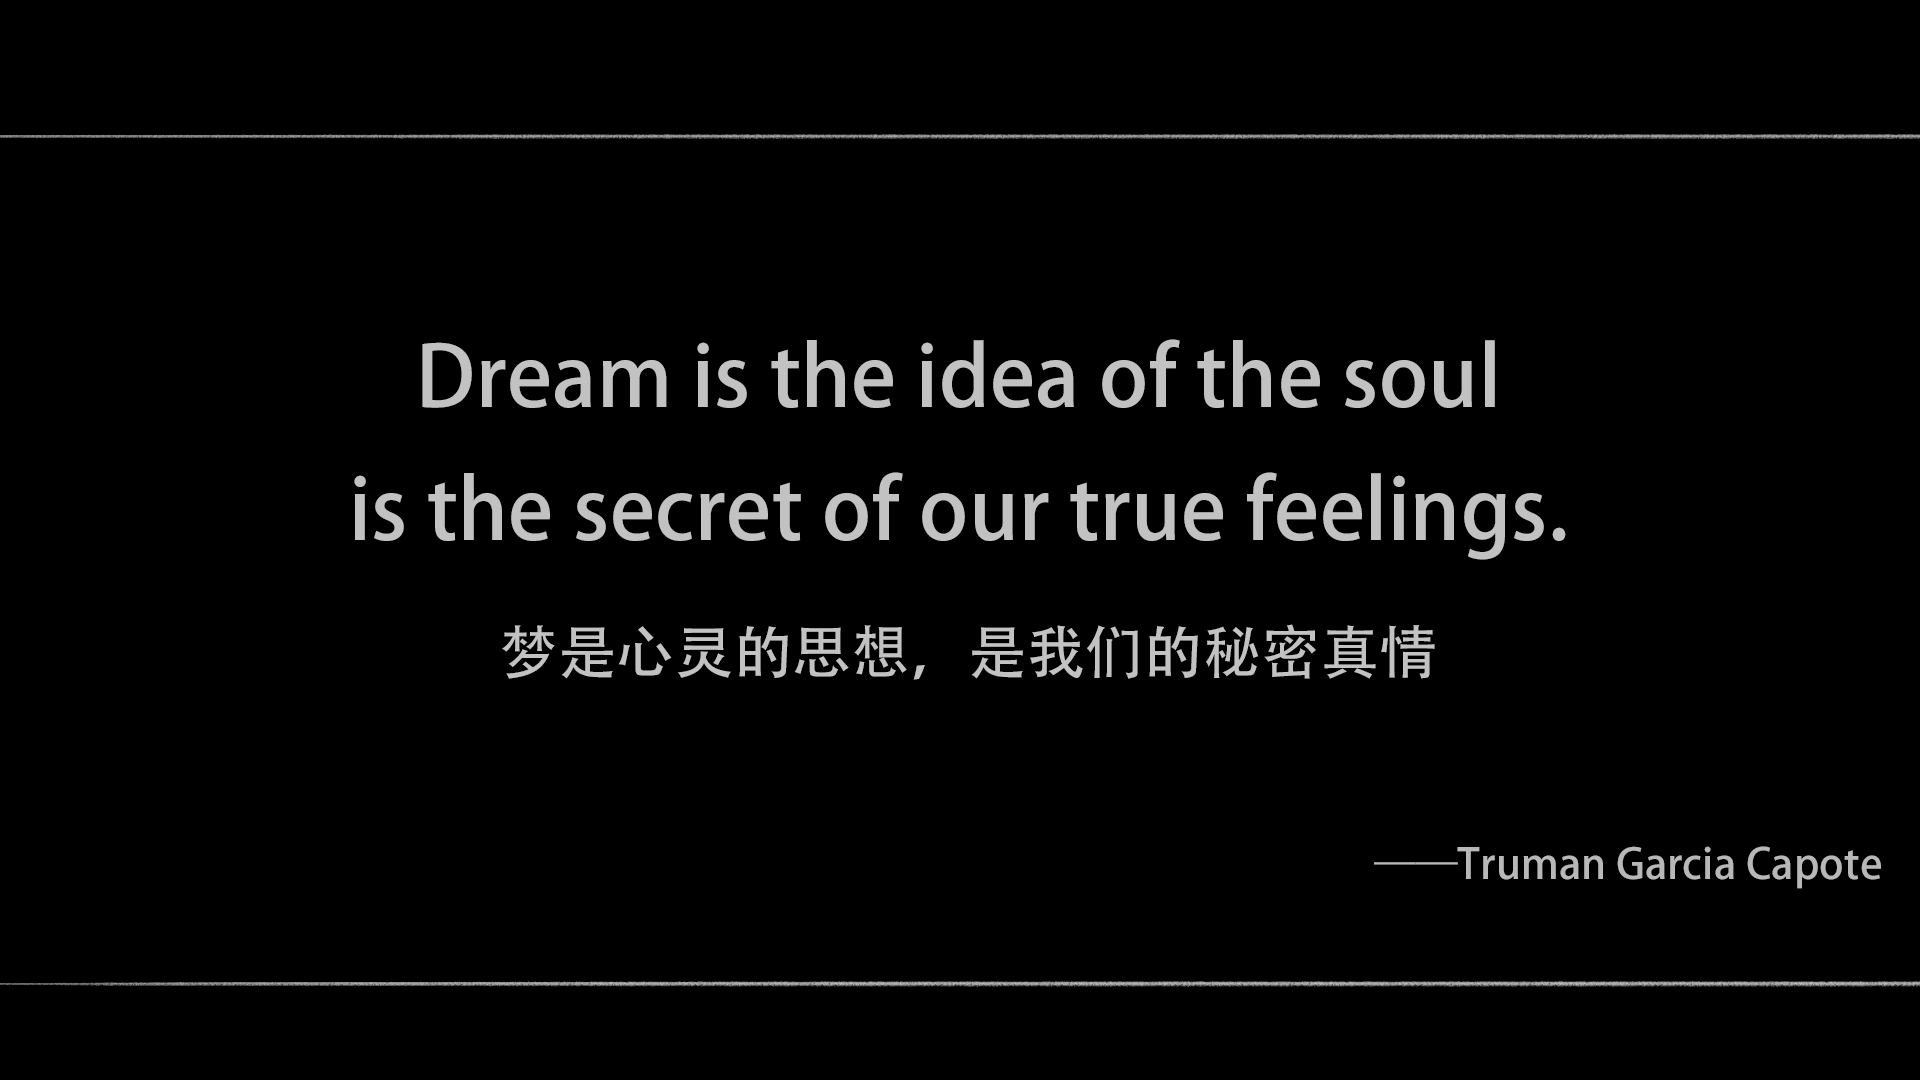 Dream is the idea of the soul
is the secret of our true feelings.
梦是心灵的思想，是我们的秘密真情
——Truman Garcia Capote